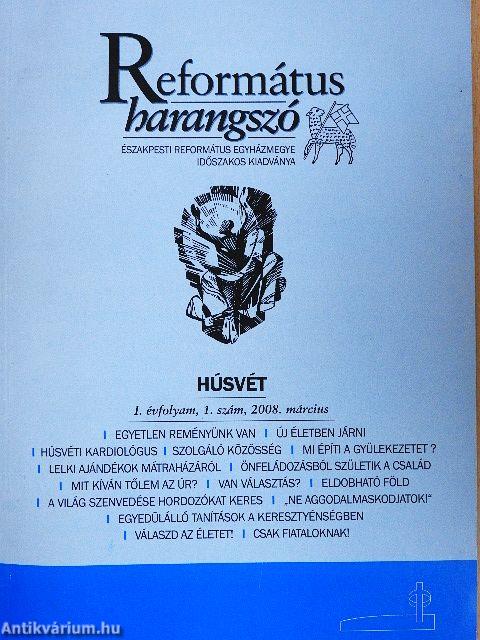 Református
harangszó
ÉSZAKPESTI REFORMÁTUS EGYHÁZMEGYE
IDŐSZAKOS KIADVÁNYA
HÚSVÉT
I. évfolyam, 1. szám, 2008. március
| EGYETLEN REMÉNYÜNK VAN | ÚJ ÉLETBEN JÁRNI
| HÚSVÉTI KARDIOLÓGUS | SZOLGÁLÓ KÖZÖSSÉG | MI ÉPÍTI A GYÜLEKEZETET ?
| LELKI AJÁNDÉKOK MÁTRAHÁZÁRÓL | ÖNFELÁDOZÁSBÓL SZÜLETIK A CSALÁD
| MIT KÍVÁN TŐLEM AZ ÚR? | VAN VÁLASZTÁS? | ELDOBHATÓ FÖLD
| A VILÁG SZENVEDÉSE HORDOZÓKAT KERES | „NE AGGODALMASKODJATOK!"
| EGYEDÜLÁLLÓ TANÍTÁSOK A KERESZTYÉNSÉGBEN
| VÁLASZD AZ ÉLETET! | CSAK FIATALOKNAK!
Antikvárium.hu